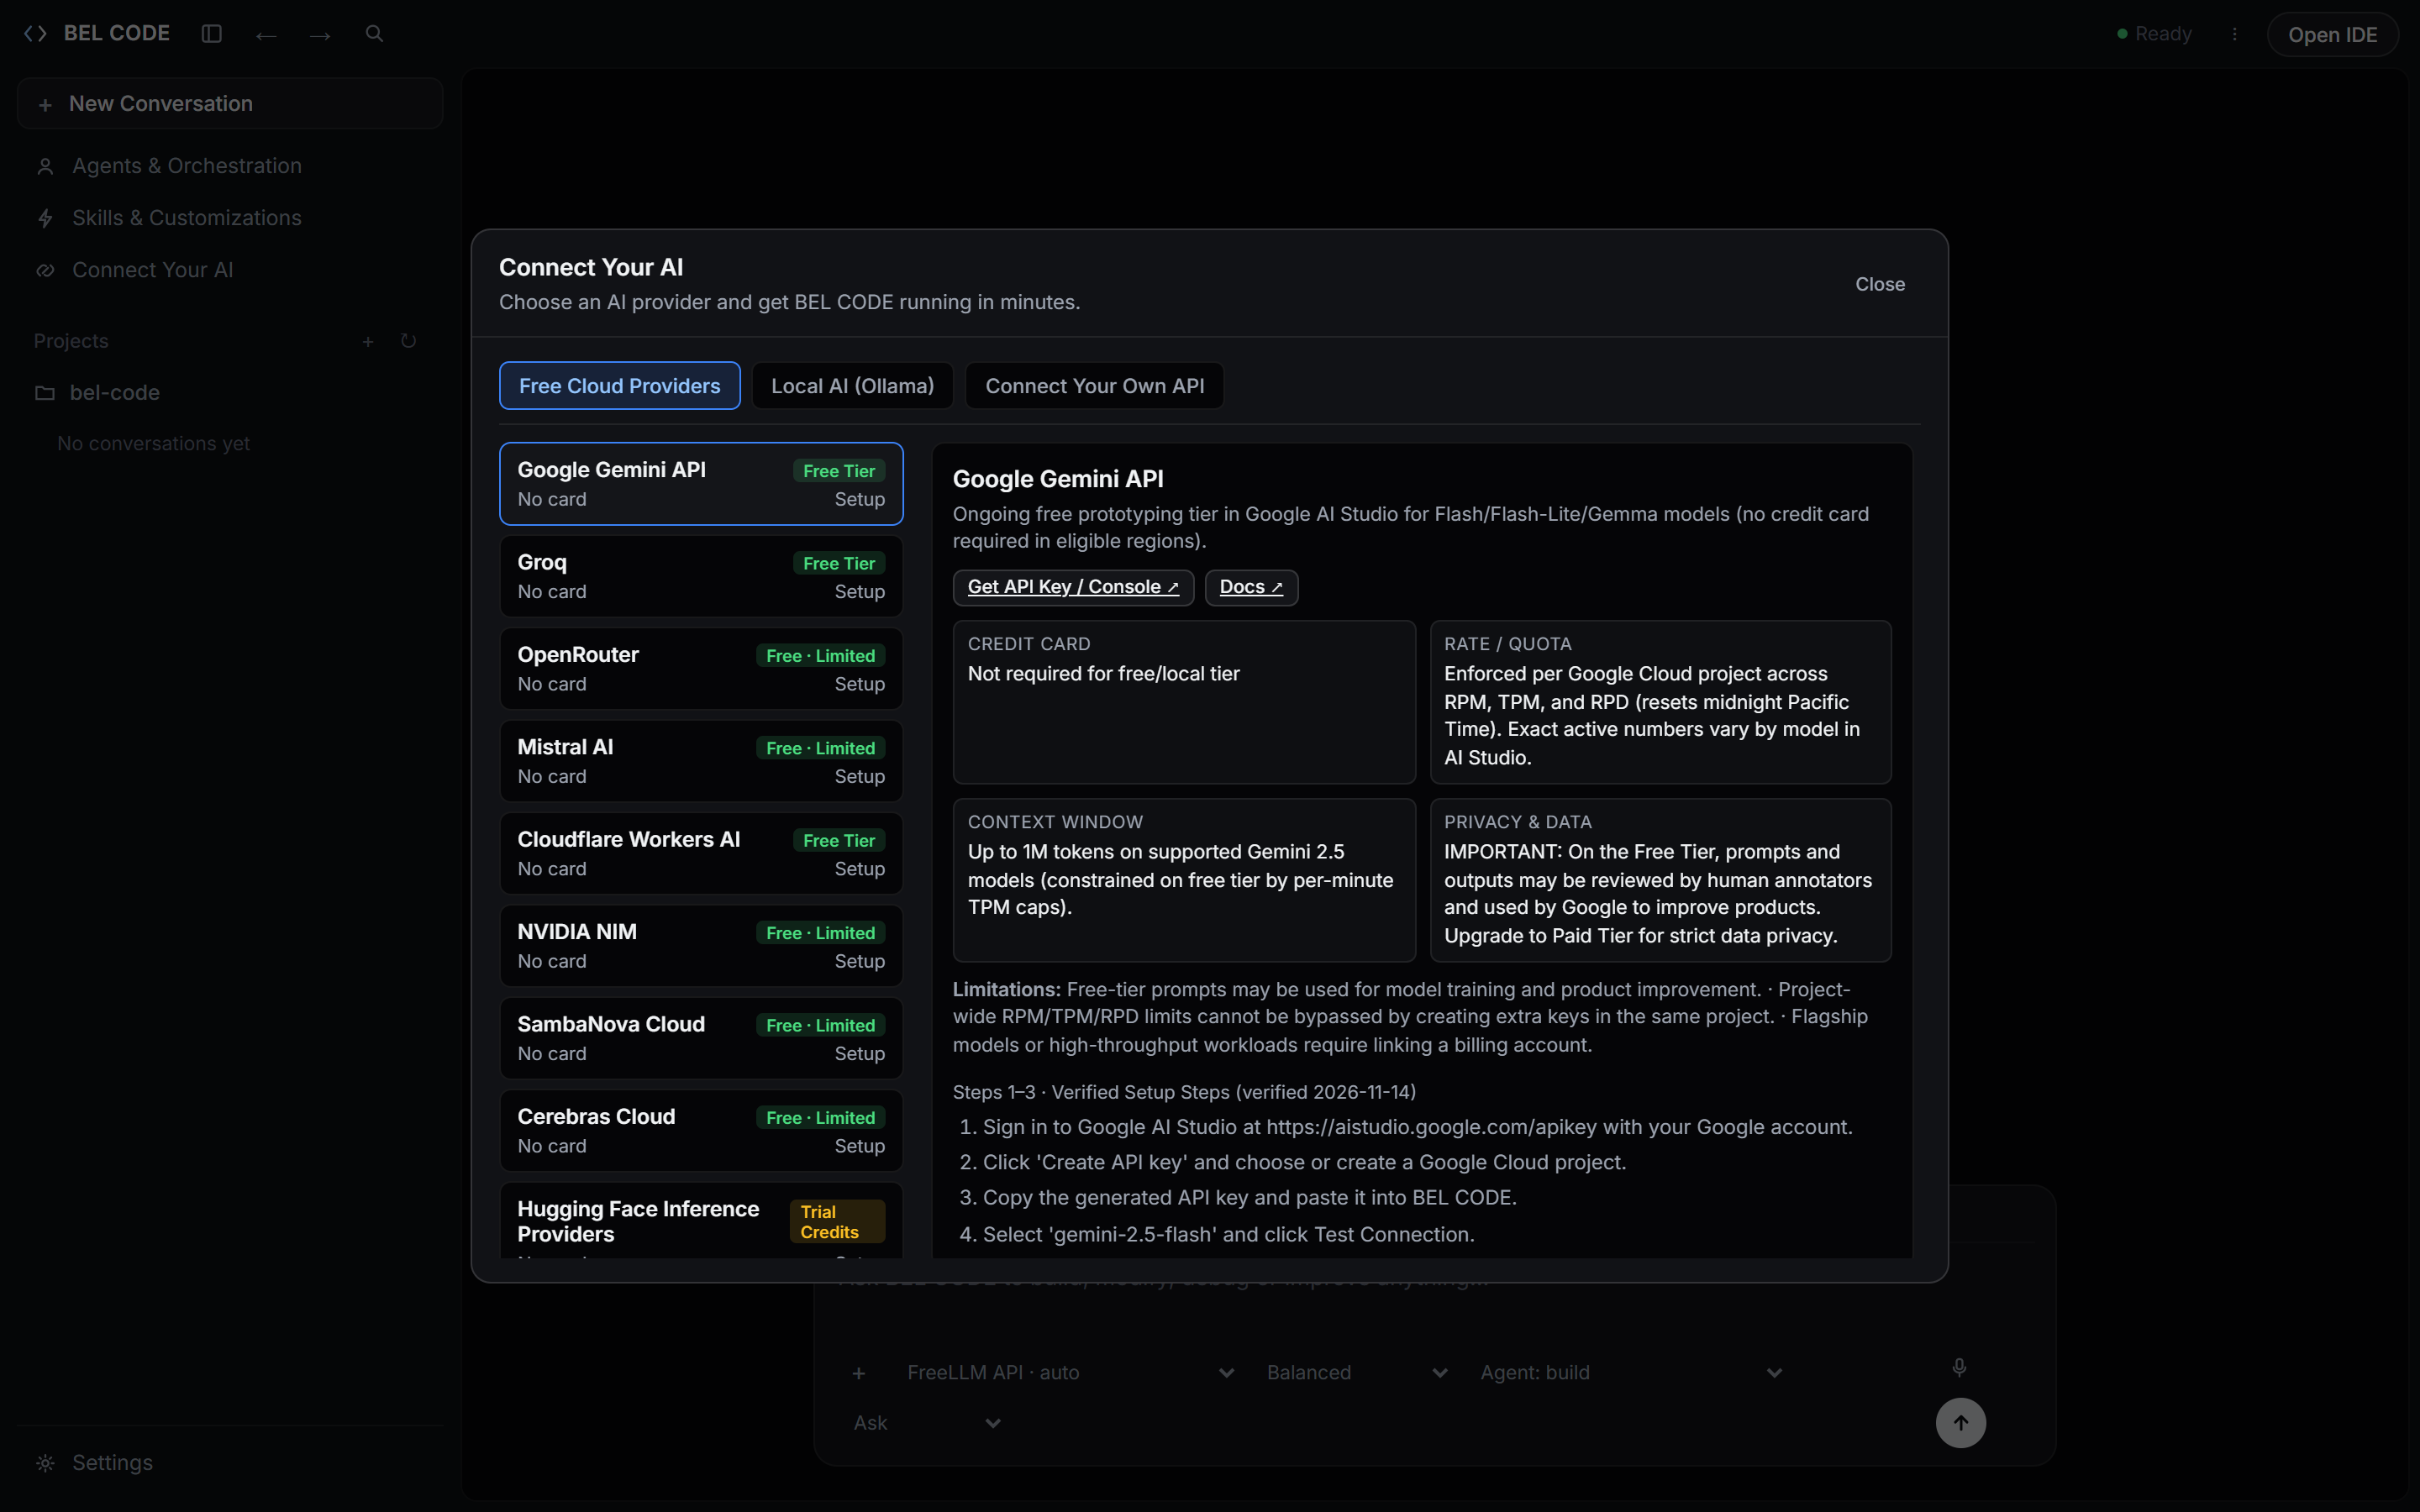 BEL CODE
Ready
Open IDE
+ New Conversation
Agents & Orchestration
Skills & Customizations
Connect Your AI
Projects
bel-code
No conversations yet
Settings
Connect Your AI
Choose an AI provider and get BEL CODE running in minutes.
Close
Free Cloud Providers
Local AI (Ollama)
Connect Your Own API
Google Gemini API
Free Tier
No card
Setup
Groq
Free Tier
No card
Setup
OpenRouter
Free · Limited
No card
Setup
Mistral AI
Free · Limited
No card
Setup
Cloudflare Workers AI
Free Tier
No card
Setup
NVIDIA NIM
Free · Limited
No card
Setup
SambaNova Cloud
Free · Limited
No card
Setup
Cerebras Cloud
Free · Limited
No card
Setup
Hugging Face Inference
Providers
Trial
Credits
Google Gemini API
Ongoing free prototyping tier in Google AI Studio for Flash/Flash-Lite/Gemma models (no credit card
required in eligible regions).
Get API Key / Console ↗
Docs ↗
CREDIT CARD
Not required for free/local tier
RATE / QUOTA
Enforced per Google Cloud project across
RPM, TPM, and RPD (resets midnight Pacific
Time). Exact active numbers vary by model in
AI Studio.
CONTEXT WINDOW
Up to 1M tokens on supported Gemini 2.5
models (constrained on free tier by per-minute
TPM caps).
PRIVACY & DATA
IMPORTANT: On the Free Tier, prompts and
outputs may be reviewed by human annotators
and used by Google to improve products.
Upgrade to Paid Tier for strict data privacy.
Limitations: Free-tier prompts may be used for model training and product improvement. · Project-
wide RPM/TPM/RPD limits cannot be bypassed by creating extra keys in the same project. · Flagship
models or high-throughput workloads require linking a billing account.
Steps 1–3 · Verified Setup Steps (verified 2026-11-14)
1. Sign in to Google AI Studio at https://aistudio.google.com/apikey with your Google account.
2. Click 'Create API key' and choose or create a Google Cloud project.
3. Copy the generated API key and paste it into BEL CODE.
4. Select 'gemini-2.5-flash' and click Test Connection.
FreeLLM API · auto
Balanced
Agent: build
Ask